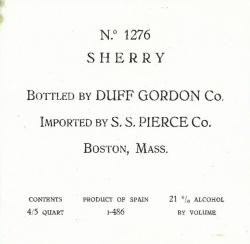 N.º 1276
SHERRY
BOTTLED BY DUFF GORDON Co.
IMPORTED BY S. S. PIERCE Co.
BOSTON, MASS.
CONTENTS PRODUCT OF SPAIN 21 % ALCOHOL
4/5 QUART 1-486 BY VOLUME